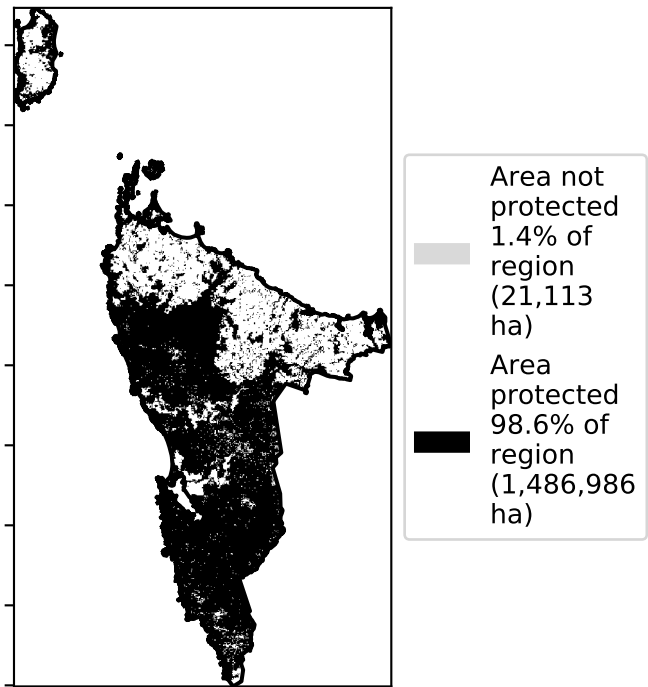 Area not
protected
1.4% of
region
(21,113
ha)
Area
protected
98.6% of
region
(1,486,986
ha)